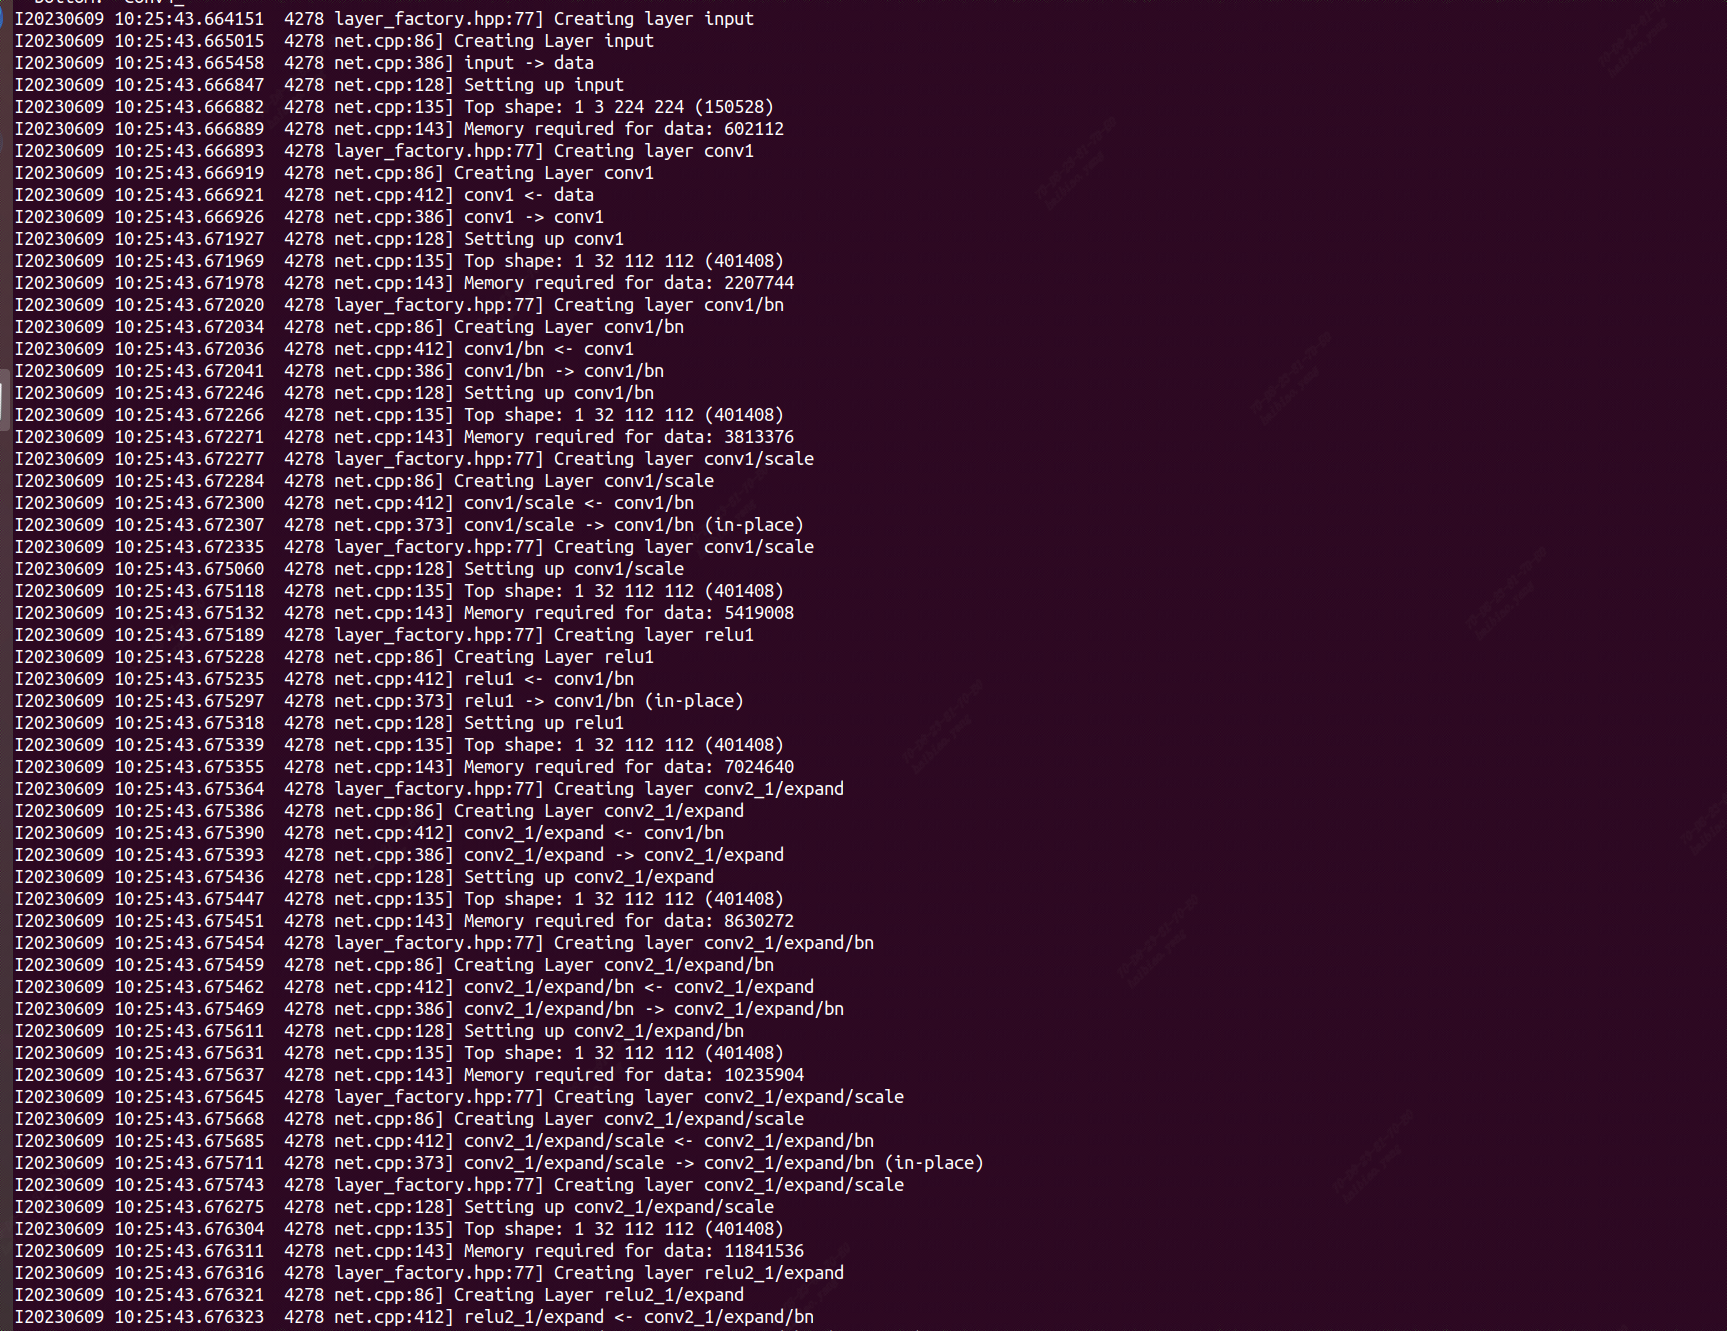 I20230609 10:25:43.664151  4278 layer_factory.hpp:77] Creating layer input
I20230609 10:25:43.665015  4278 net.cpp:86] Creating Layer input
I20230609 10:25:43.665458  4278 net.cpp:386] input -> data
I20230609 10:25:43.666847  4278 net.cpp:128] Setting up input
I20230609 10:25:43.666882  4278 net.cpp:135] Top shape: 1 3 224 224 (150528)
I20230609 10:25:43.666889  4278 net.cpp:143] Memory required for data: 602112
I20230609 10:25:43.666893  4278 layer_factory.hpp:77] Creating layer conv1
I20230609 10:25:43.666919  4278 net.cpp:86] Creating Layer conv1
I20230609 10:25:43.666921  4278 net.cpp:412] conv1 <- data
I20230609 10:25:43.666926  4278 net.cpp:386] conv1 -> conv1
I20230609 10:25:43.671927  4278 net.cpp:128] Setting up conv1
I20230609 10:25:43.671969  4278 net.cpp:135] Top shape: 1 32 112 112 (401408)
I20230609 10:25:43.671978  4278 net.cpp:143] Memory required for data: 2207744
I20230609 10:25:43.672020  4278 layer_factory.hpp:77] Creating layer conv1/bn
I20230609 10:25:43.672034  4278 net.cpp:86] Creating Layer conv1/bn
I20230609 10:25:43.672036  4278 net.cpp:412] conv1/bn <- conv1
I20230609 10:25:43.672041  4278 net.cpp:386] conv1/bn -> conv1/bn
I20230609 10:25:43.672246  4278 net.cpp:128] Setting up conv1/bn
I20230609 10:25:43.672266  4278 net.cpp:135] Top shape: 1 32 112 112 (401408)
I20230609 10:25:43.672271  4278 net.cpp:143] Memory required for data: 3813376
I20230609 10:25:43.672277  4278 layer_factory.hpp:77] Creating layer conv1/scale
I20230609 10:25:43.672284  4278 net.cpp:86] Creating Layer conv1/scale
I20230609 10:25:43.672300  4278 net.cpp:412] conv1/scale <- conv1/bn
I20230609 10:25:43.672307  4278 net.cpp:373] conv1/scale -> conv1/bn (in-place)
I20230609 10:25:43.672335  4278 layer_factory.hpp:77] Creating layer conv1/scale
I20230609 10:25:43.675060  4278 net.cpp:128] Setting up conv1/scale
I20230609 10:25:43.675118  4278 net.cpp:135] Top shape: 1 32 112 112 (401408)
I20230609 10:25:43.675132  4278 net.cpp:143] Memory required for data: 5419008
I20230609 10:25:43.675189  4278 layer_factory.hpp:77] Creating layer relu1
I20230609 10:25:43.675228  4278 net.cpp:86] Creating Layer relu1
I20230609 10:25:43.675235  4278 net.cpp:412] relu1 <- conv1/bn
I20230609 10:25:43.675297  4278 net.cpp:373] relu1 -> conv1/bn (in-place)
I20230609 10:25:43.675318  4278 net.cpp:128] Setting up relu1
I20230609 10:25:43.675339  4278 net.cpp:135] Top shape: 1 32 112 112 (401408)
I20230609 10:25:43.675355  4278 net.cpp:143] Memory required for data: 7024640
I20230609 10:25:43.675364  4278 layer_factory.hpp:77] Creating layer conv2_1/expand
I20230609 10:25:43.675386  4278 net.cpp:86] Creating Layer conv2_1/expand
I20230609 10:25:43.675390  4278 net.cpp:412] conv2_1/expand <- conv1/bn
I20230609 10:25:43.675393  4278 net.cpp:386] conv2_1/expand -> conv2_1/expand
I20230609 10:25:43.675436  4278 net.cpp:128] Setting up conv2_1/expand
I20230609 10:25:43.675447  4278 net.cpp:135] Top shape: 1 32 112 112 (401408)
I20230609 10:25:43.675451  4278 net.cpp:143] Memory required for data: 8630272
I20230609 10:25:43.675454  4278 layer_factory.hpp:77] Creating layer conv2_1/expand/bn
I20230609 10:25:43.675459  4278 net.cpp:86] Creating Layer conv2_1/expand/bn
I20230609 10:25:43.675462  4278 net.cpp:412] conv2_1/expand/bn <- conv2_1/expand
I20230609 10:25:43.675469  4278 net.cpp:386] conv2_1/expand/bn -> conv2_1/expand/bn
I20230609 10:25:43.675611  4278 net.cpp:128] Setting up conv2_1/expand/bn
I20230609 10:25:43.675631  4278 net.cpp:135] Top shape: 1 32 112 112 (401408)
I20230609 10:25:43.675637  4278 net.cpp:143] Memory required for data: 10235904
I20230609 10:25:43.675645  4278 layer_factory.hpp:77] Creating layer conv2_1/expand/scale
I20230609 10:25:43.675668  4278 net.cpp:86] Creating Layer conv2_1/expand/scale
I20230609 10:25:43.675685  4278 net.cpp:412] conv2_1/expand/scale <- conv2_1/expand/bn
I20230609 10:25:43.675711  4278 net.cpp:373] conv2_1/expand/scale -> conv2_1/expand/bn (in-place)
I20230609 10:25:43.675743  4278 layer_factory.hpp:77] Creating layer conv2_1/expand/scale
I20230609 10:25:43.676275  4278 net.cpp:128] Setting up conv2_1/expand/scale
I20230609 10:25:43.676304  4278 net.cpp:135] Top shape: 1 32 112 112 (401408)
I20230609 10:25:43.676311  4278 net.cpp:143] Memory required for data: 11841536
I20230609 10:25:43.676316  4278 layer_factory.hpp:77] Creating layer relu2_1/expand
I20230609 10:25:43.676321  4278 net.cpp:86] Creating Layer relu2_1/expand
I20230609 10:25:43.676323  4278 net.cpp:412] relu2_1/expand <- conv2_1/expand/bn